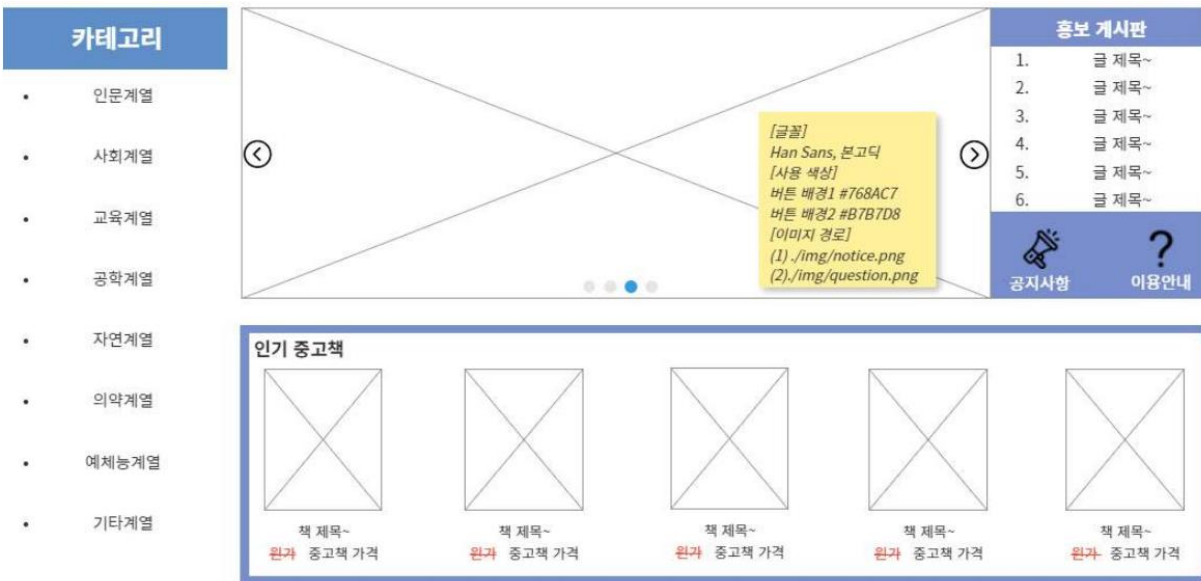 카테고리
• 인문계열
• 사회계열
• 교육계열
• 공학계열
• 자연계열
• 의약계열
• 예체능계열
• 기타계열
[글꼴]
Han Sans, 본고딕
[사용 색상]
버튼 배경1 #768AC7
버튼 배경2 #B7B7D8
[이미지 경로]
(1) ./img/notice.png
(2)./img/question.png
홍보 게시판
1. 글 제목~
2. 글 제목~
3. 글 제목~
4. 글 제목~
5. 글 제목~
6. 글 제목~
공지사항 이용안내
인기 중고책
책 제목~ 책 제목~ 책 제목~ 책 제목~ 책 제목~
원가 중고책 가격 원가 중고책 가격 원가 중고책 가격 원가 중고책 가격 원가 중고책 가격